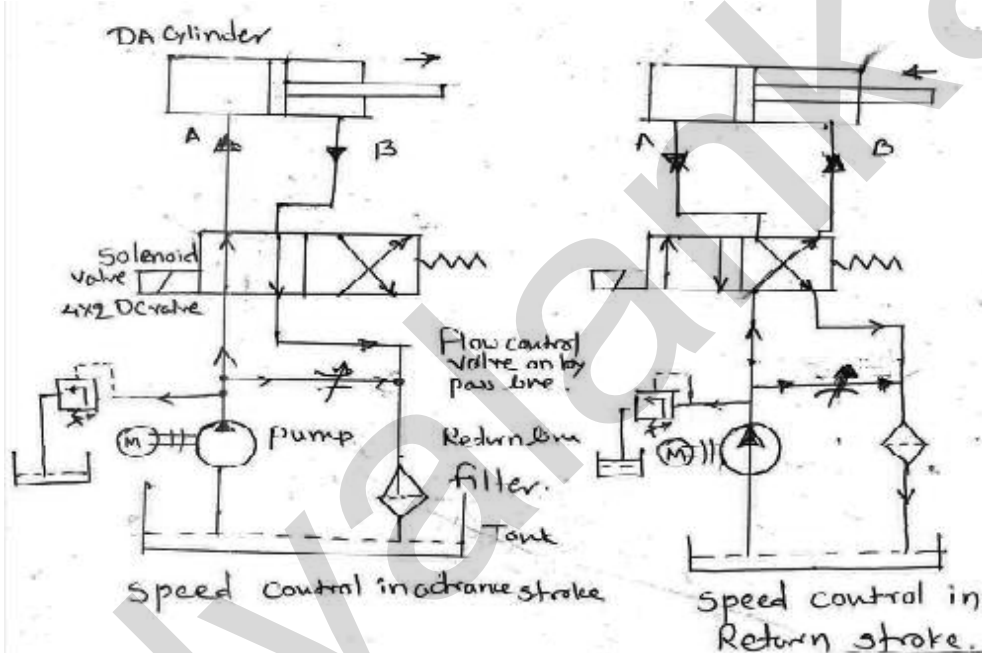 DA Cylinder
A
B
Solenoid
Valve
4x2 DC valve
Flow control
valve on by
pass line.
M
pump
Return line
filter.
Tank
Speed control in advance stroke
A
B
M
Speed control in
Return stroke.